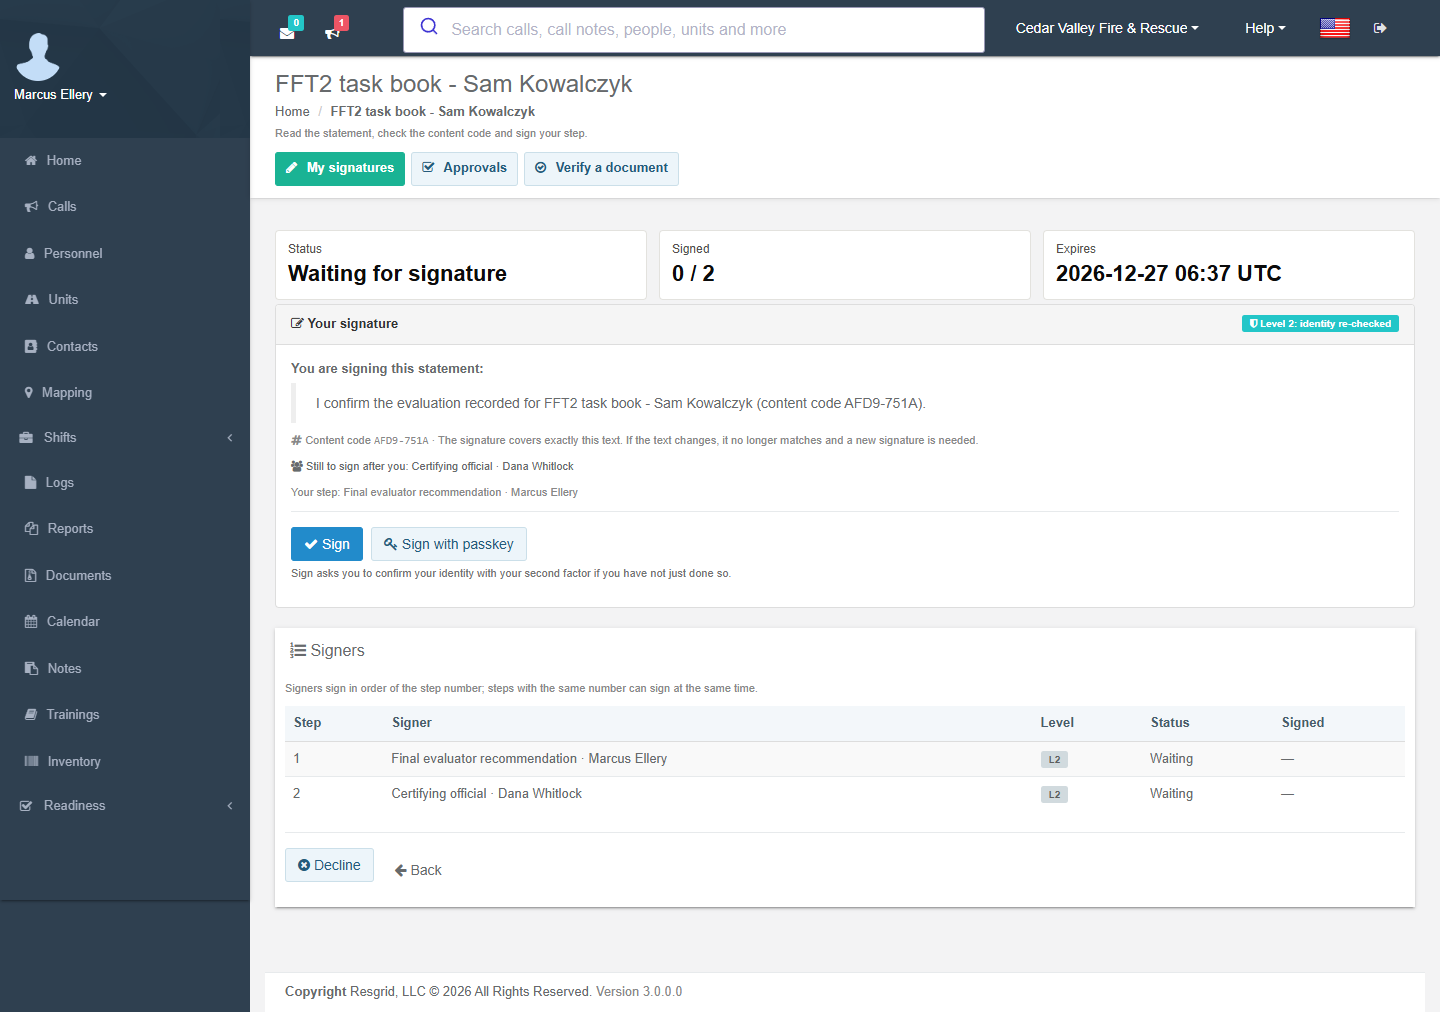 0
1
Search calls, call notes, people, units and more
Cedar Valley Fire & Rescue
Help
Marcus Ellery
Home
Calls
Personnel
Units
Contacts
Mapping
Shifts
Logs
Reports
Documents
Calendar
Notes
Trainings
Inventory
Readiness
FFT2 task book - Sam Kowalczyk
Home / FFT2 task book - Sam Kowalczyk
Read the statement, check the content code and sign your step.
My signatures
Approvals
Verify a document
Status
Waiting for signature
Signed
0 / 2
Expires
2026-12-27 06:37 UTC
Your signature
Level 2: identity re-checked
You are signing this statement:
I confirm the evaluation recorded for FFT2 task book - Sam Kowalczyk (content code AFD9-751A).
# Content code AFD9-751A · The signature covers exactly this text. If the text changes, it no longer matches and a new signature is needed.
Still to sign after you: Certifying official · Dana Whitlock
Your step: Final evaluator recommendation · Marcus Ellery
Sign
Sign with passkey
Sign asks you to confirm your identity with your second factor if you have not just done so.
Signers
Signers sign in order of the step number; steps with the same number can sign at the same time.
Step Signer Level Status Signed
1 Final evaluator recommendation · Marcus Ellery L2 Waiting —
2 Certifying official · Dana Whitlock L2 Waiting —
Decline
Back
Copyright Resgrid, LLC © 2026 All Rights Reserved. Version 3.0.0.0